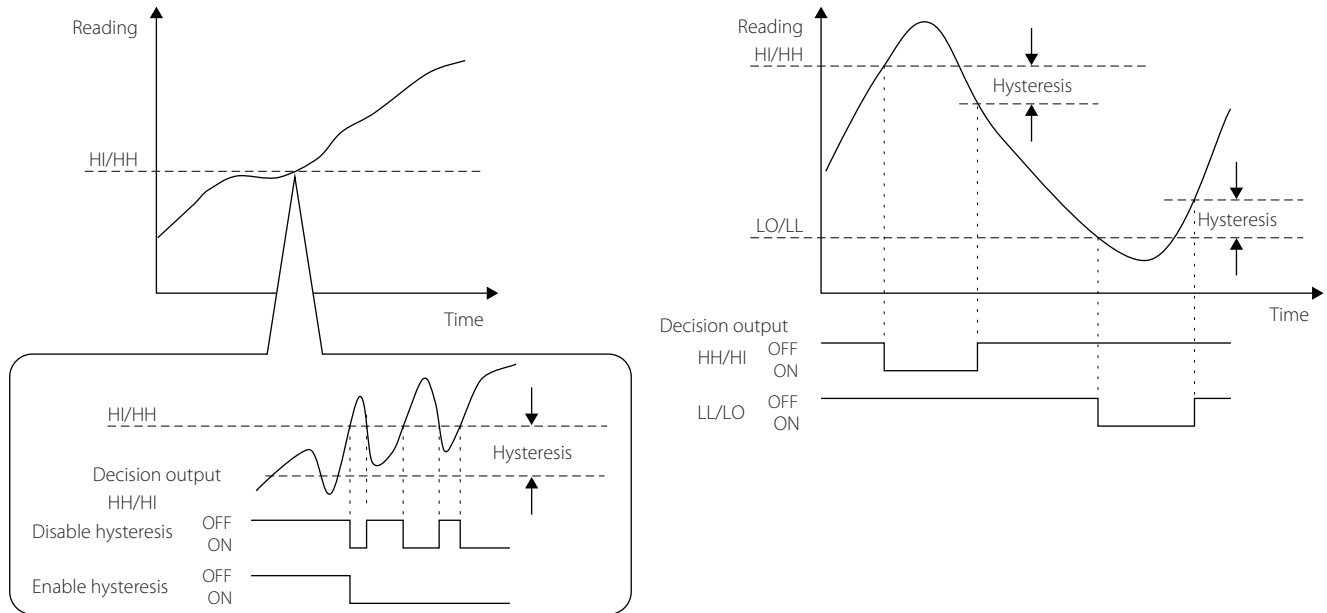 Reading
HI/HH
Time
HI/HH
Hysteresis
Decision output
HH/HI
Disable hysteresis
OFF
ON
Enable hysteresis
OFF
ON
Reading
HI/HH
Hysteresis
LO/LL
Hysteresis
Time
Decision output
HH/HI
OFF
ON
LL/LO
OFF
ON